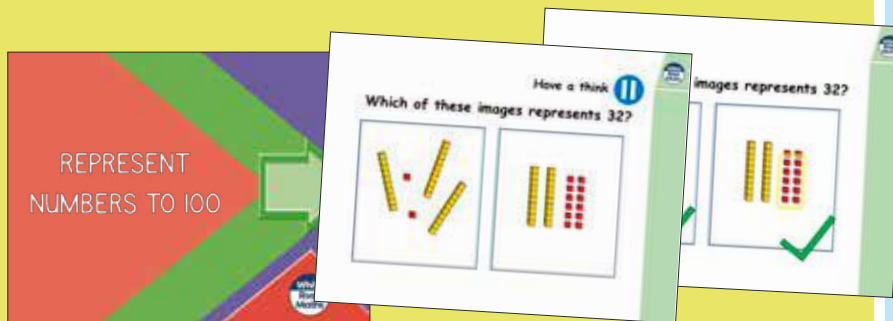 REPRESENT
NUMBERS TO 100
Have a think
Which of these images represents 32?
images represents 32?